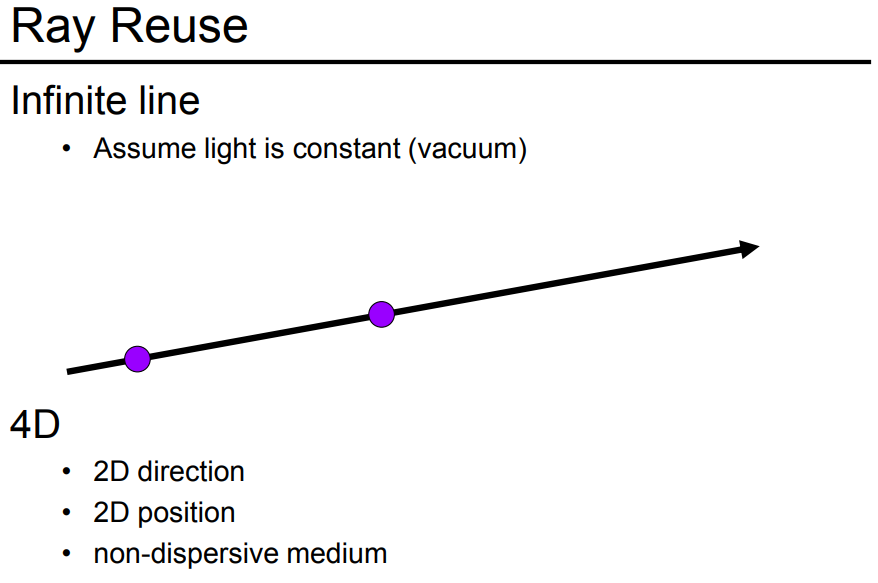 Ray Reuse
Infinite line
• Assume light is constant (vacuum)
4D
• 2D direction
• 2D position
• non-dispersive medium